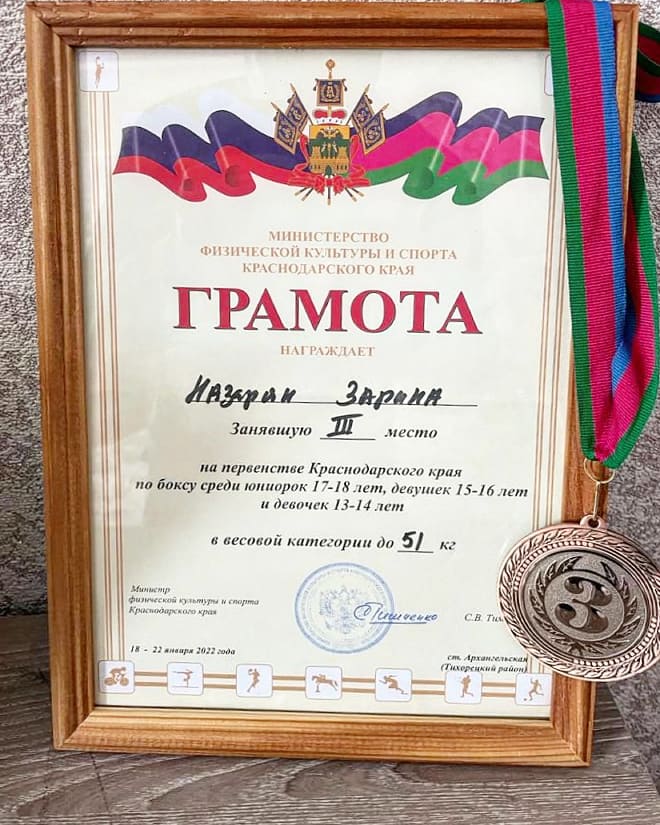 МИНИСТЕРСТВО
ФИЗИЧЕСКОЙ КУЛЬТУРЫ И СПОРТА
КРАСНОДАРСКОГО КРАЯ
ГРАМОТА
НАГРАЖДАЕТ
Назарян Зарина
Занявшую III место
на первенстве Краснодарского края
по боксу среди юниорок 17-18 лет, девушек 15-16 лет
и девочек 13-14 лет
в весовой категории до 51 кг
Министр
физической культуры и спорта
Краснодарского края
С.В.
18 - 22 января 2022 года
ст. Архангельская
(Тихорецкий район)
3